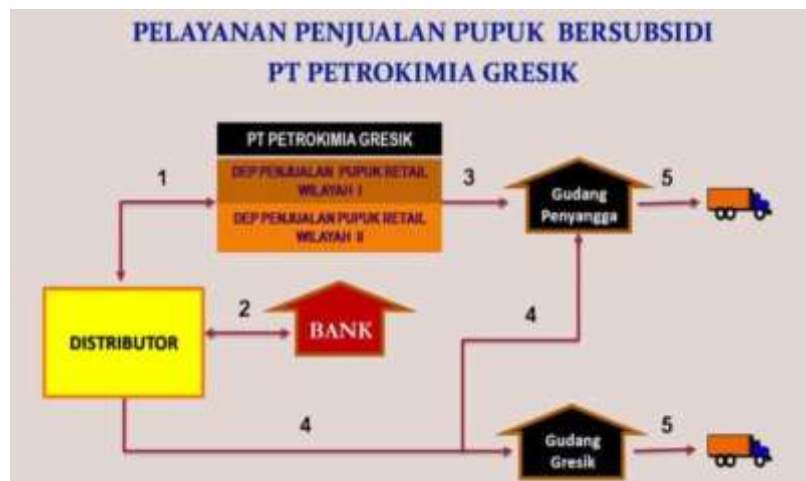 PELAYANAN PENJUALAN PUPUK BERSUBSIDI
PT PETROKIMIA GRESIK
PT PETROKIMIA GRESIK
DEP PENJUALAN PUPUK RETAIL
WILAYAH I
DEP PENJUALAN PUPUK RETAIL
WILAYAH II
1
3
Gudang
Penyangga
5
DISTRIBUTOR
2
BANK
4
4
Gudang
Gresik
5